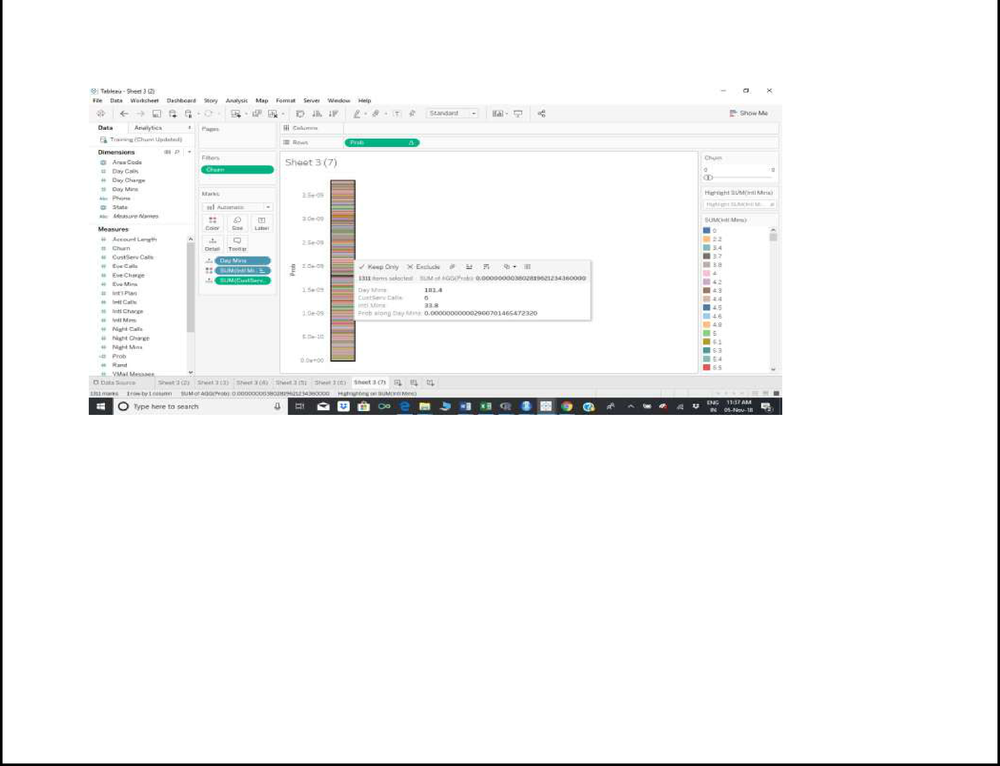 Tableau - Sheet 3 (2)
File Data Worksheet Dashboard Story Analysis Map Format Server Window Help
Standard
Show Me
Data Analytics
Training (Churn Updated)
Dimensions
Area Code
Day Calls
Day Charge
Day Mins
Abc Phone
State
Abc Measure Names
Measures
Account Length
Churn
CustServ Calls
Eve Calls
Eve Charge
Eve Mins
Int'l Plan
Intl Calls
Intl Charge
Intl Mins
Night Calls
Night Charge
Night Mins
Prob
Rand
VMail Message
Pages
Filters
Churn
Marks
Automatic
Color Size Label
Detail Tooltip
Day Mins
SUM(Intl Mi..
SUM(CustServ..
Columns
Rows Prob
Sheet 3 (7)
Prob
3.5e-09
3.0e-09
2.5e-09
2.0e-09
1.5e-09
1.0e-09
5.0e-10
0.0e+00
Keep Only Exclude
1311 items selected SUM of AGG(Prob): 0.000000003802819621234360000
Day Mins: 181.4
CustServ Calls: 6
Intl Mins: 33.8
Prob along Day Mins: 0.000000000002900701465472320
Churn
0 0
Highlight SUM(Intl Mins)
Highlight SUM(Intl M...
SUM(Intl Mins)
0
2.2
3.4
3.7
3.8
4
4.2
4.3
4.4
4.5
4.6
4.9
5
5.1
5.3
5.4
5.5
Data Source Sheet 3 (2) Sheet 3 (3) Sheet 3 (4) Sheet 3 (5) Sheet 3 (6) Sheet 3 (7)
1311 marks 1 row by 1 column SUM of AGG(Prob): 0.000000003802819621234360000 Highlighting on SUM(Intl Mins)
Type here to search
ENG 11:37 AM
IN 05-Nov-18